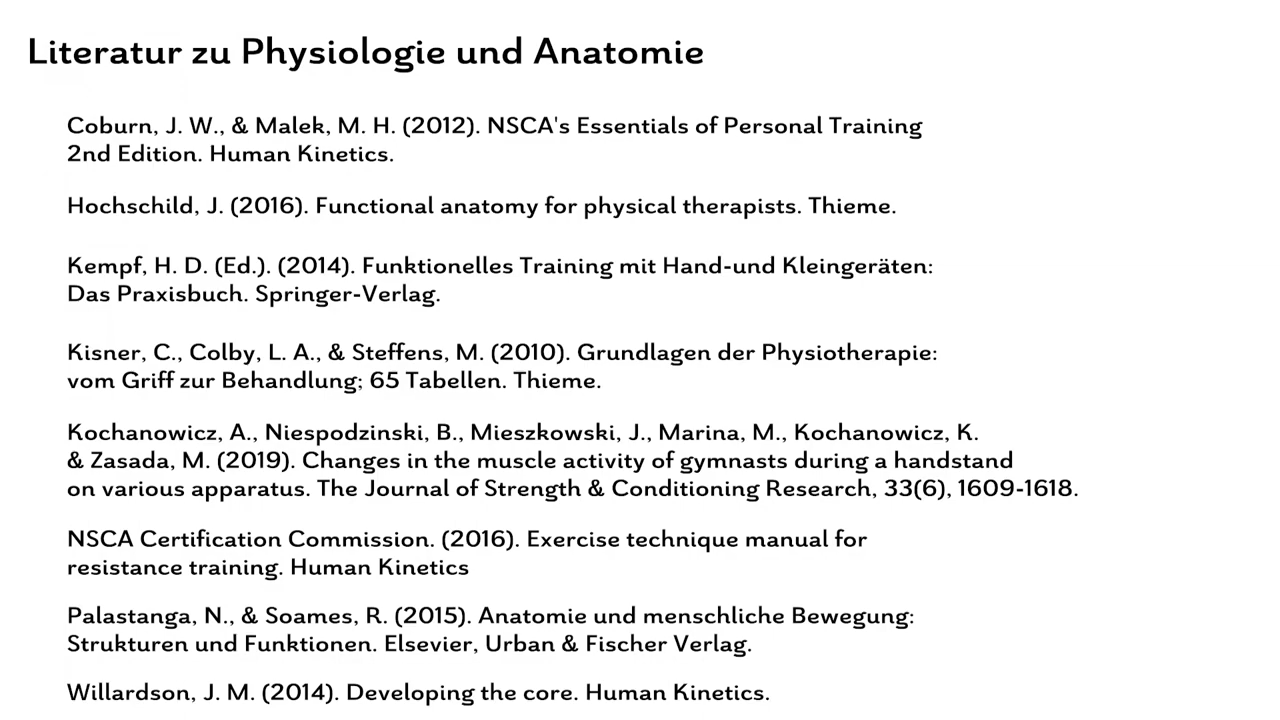 Literatur zu Physiologie und Anatomie
Coburn, J. W., & Malek, M. H. (2012). NSCA's Essentials of Personal Training
2nd Edition. Human Kinetics.
Hochschild, J. (2016). Functional anatomy for physical therapists. Thieme.
Kempf, H. D. (Ed.). (2014). Funktionelles Training mit Hand-und Kleingeräten:
Das Praxisbuch. Springer-Verlag.
Kisner, C., Colby, L. A., & Steffens, M. (2010). Grundlagen der Physiotherapie:
vom Griff zur Behandlung; 65 Tabellen. Thieme.
Kochanowicz, A., Niespodzinski, B., Mieszkowski, J., Marina, M., Kochanowicz, K.
& Zasada, M. (2019). Changes in the muscle activity of gymnasts during a handstand
on various apparatus. The Journal of Strength & Conditioning Research, 33(6), 1609-1618.
NSCA Certification Commission. (2016). Exercise technique manual for
resistance training. Human Kinetics
Palastanga, N., & Soames, R. (2015). Anatomie und menschliche Bewegung:
Strukturen und Funktionen. Elsevier, Urban & Fischer Verlag.
Willardson, J. M. (2014). Developing the core. Human Kinetics.